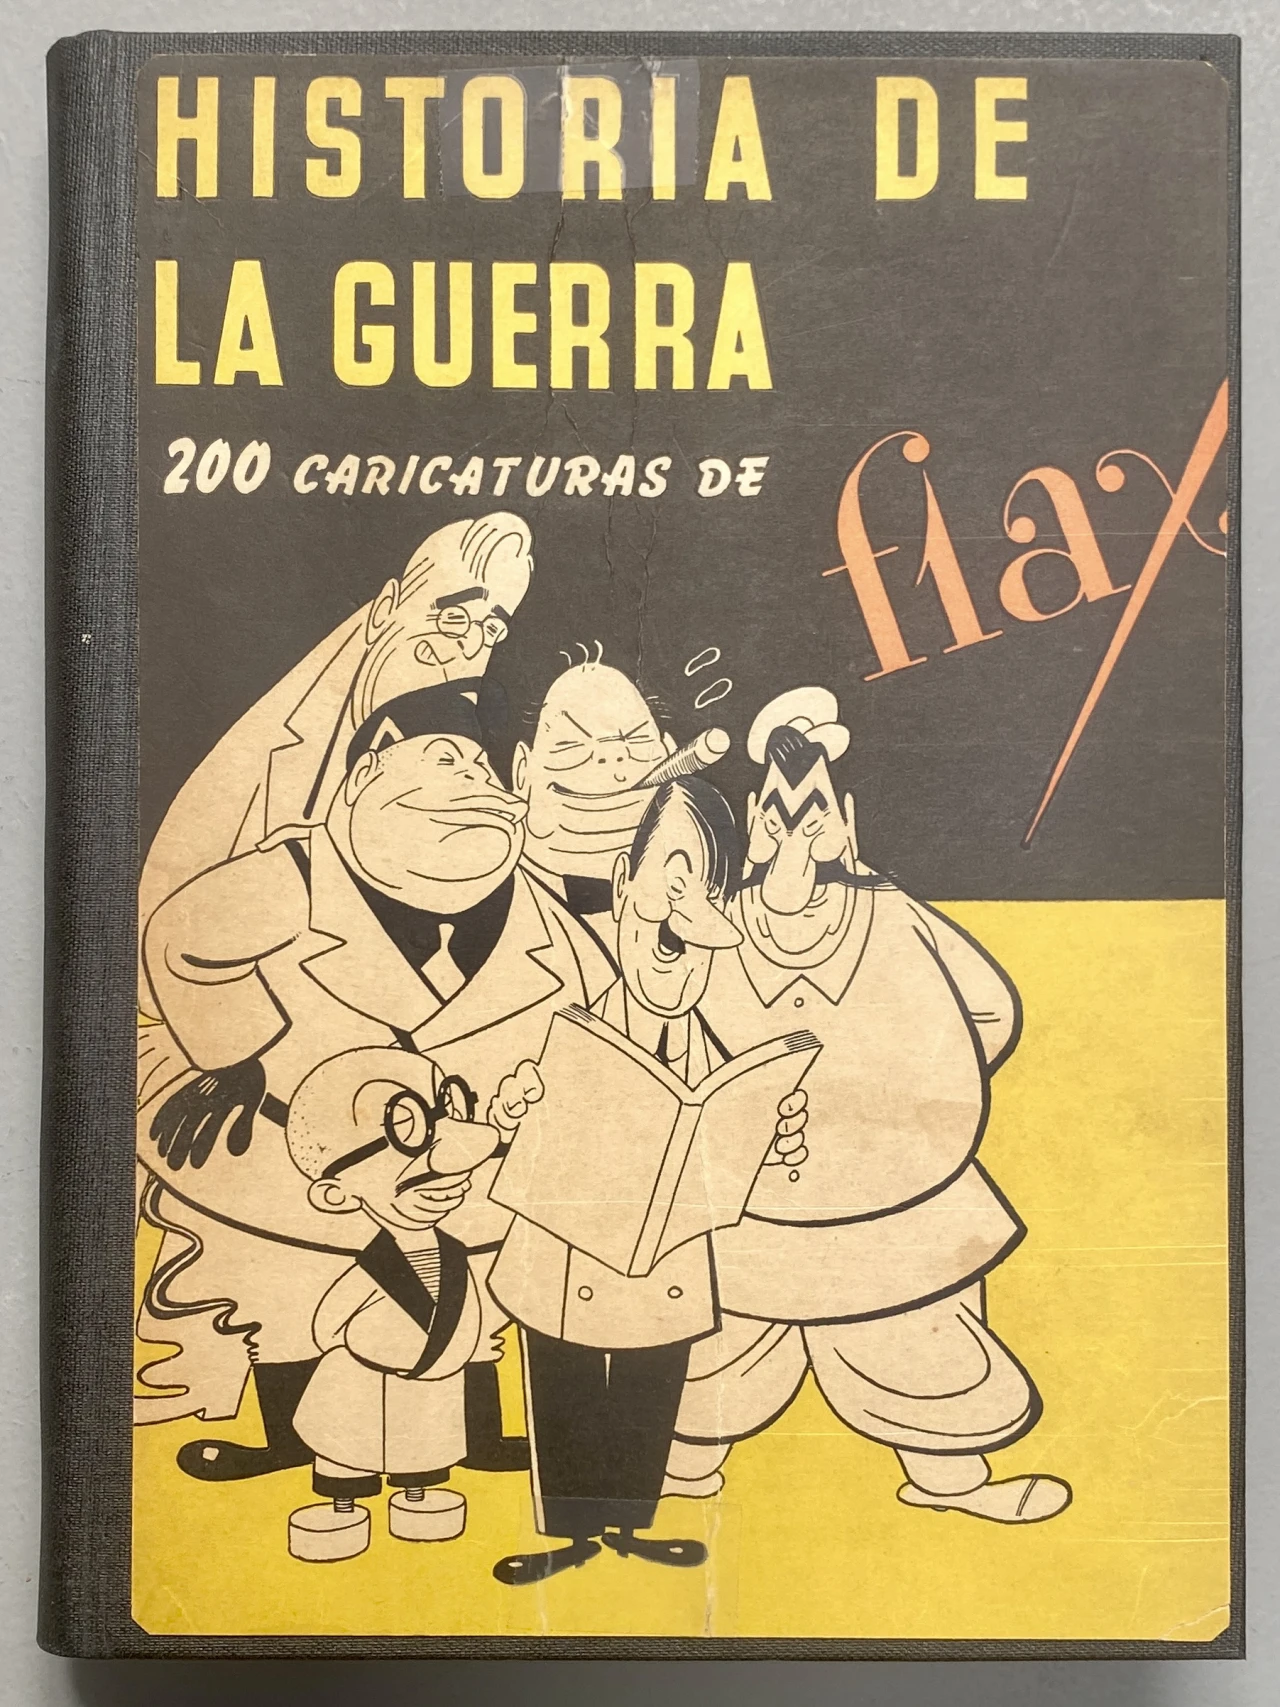 HISTORIA DE
LA GUERRA
200 CARICATURAS DE
flax